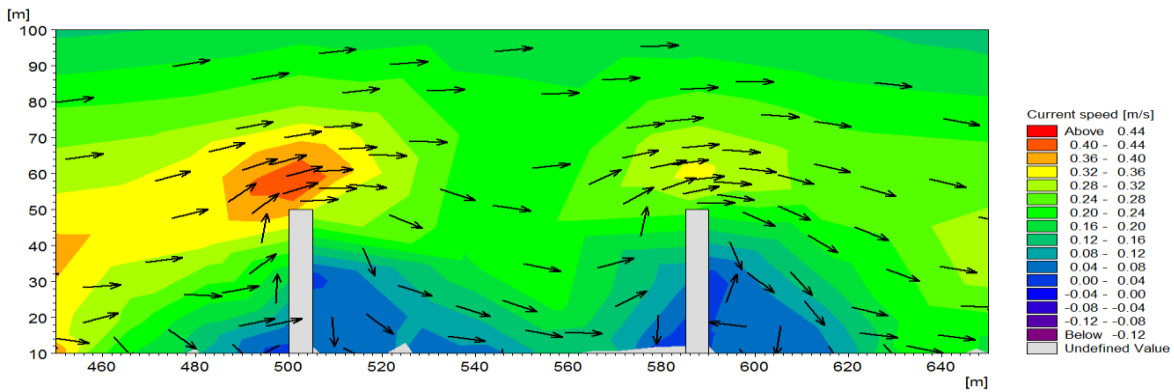 [m]
100
90
80
70
60
50
40
30
20
10
460 480 500 520 540 560 580 600 620 640
[m]
Current speed [m/s]
Above 0.44
0.40 - 0.44
0.36 - 0.40
0.32 - 0.36
0.28 - 0.32
0.24 - 0.28
0.20 - 0.24
0.16 - 0.20
0.12 - 0.16
0.08 - 0.12
0.04 - 0.08
0.00 - 0.04
-0.04 - 0.00
-0.08 - -0.04
-0.12 - -0.08
Below -0.12
Undefined Value